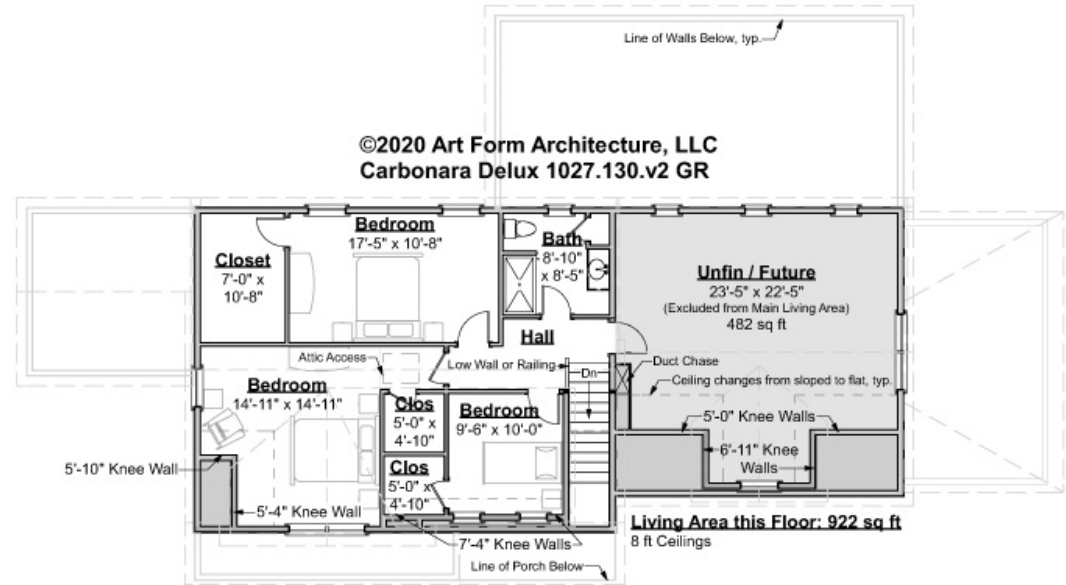 Line of Walls Below, typ.
©2020 Art Form Architecture, LLC
Carbonara Delux 1027.130.v2 GR
Bedroom
17'-5" x 10'-8"
Closet
7'-0" x
10'-8"
Bath
8'-10"
x 8'-5"
Unfin / Future
23'-5" x 22'-5"
(Excluded from Main Living Area)
482 sq ft
Hall
Attic Access
Low Wall or Railing
Dn
Duct Chase
Ceiling changes from sloped to flat, typ.
Bedroom
14'-11" x 14'-11"
Clos
5'-0" x
4'-10"
Bedroom
9'-6" x 10'-0"
5'-0" Knee Walls
6'-11" Knee
Walls
5'-10" Knee Wall
Clos
5'-0" x
4'-10"
5'-4" Knee Wall
7'-4" Knee Walls
Living Area this Floor: 922 sq ft
8 ft Ceilings
Line of Porch Below